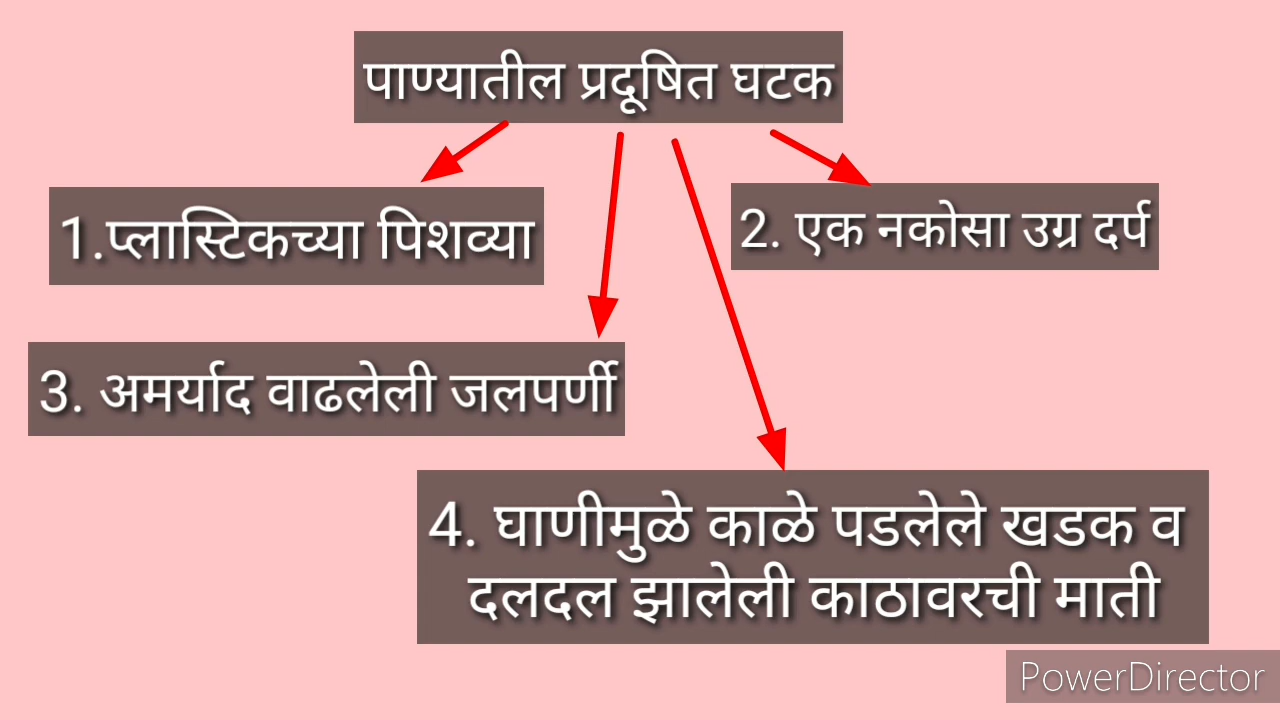 पाण्यातील प्रदूषित घटक
1.प्लास्टिकच्या पिशव्या
2. एक नकोसा उग्र दर्प
3. अमर्याद वाढलेली जलपर्णी
4. घाणीमुळे काळे पडलेले खडक व
दलदल झालेली काठावरची माती
PowerDirector